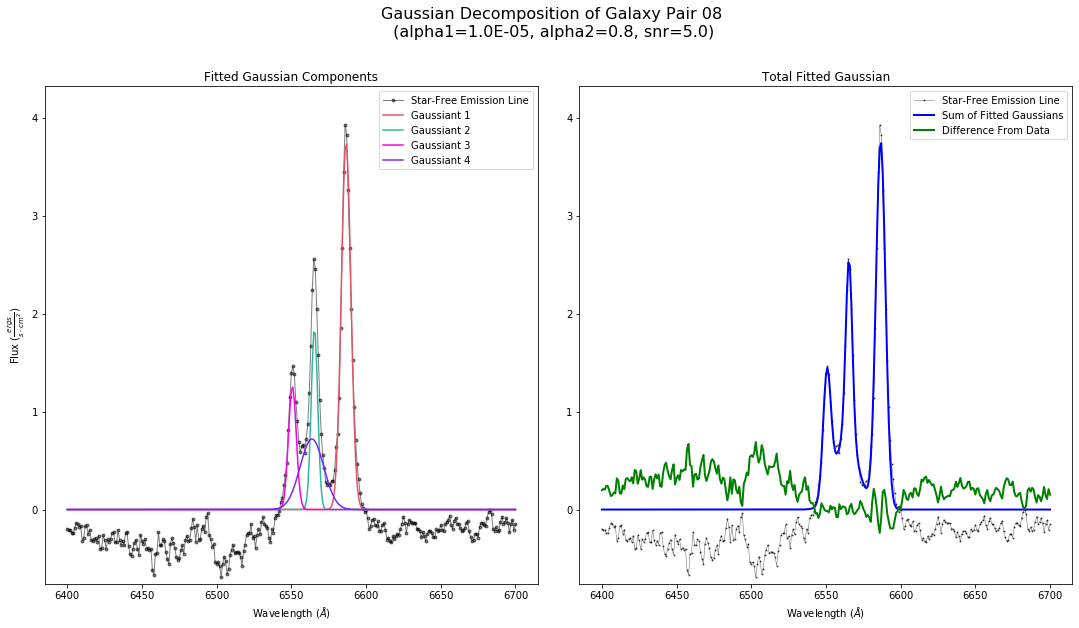 Gaussian Decomposition of Galaxy Pair 08
(alpha1=1.0E-05, alpha2=0.8, snr=5.0)
Fitted Gaussian Components
Star-Free Emission Line
Gaussiant 1
Gaussiant 2
Gaussiant 3
Gaussiant 4
4
3
2
1
0
Flux (ergs/s · cm²)
6400 6450 6500 6550 6600 6650 6700
Wavelength (Å)
Total Fitted Gaussian
Star-Free Emission Line
Sum of Fitted Gaussians
Difference From Data
4
3
2
1
0
6400 6450 6500 6550 6600 6650 6700
Wavelength (Å)